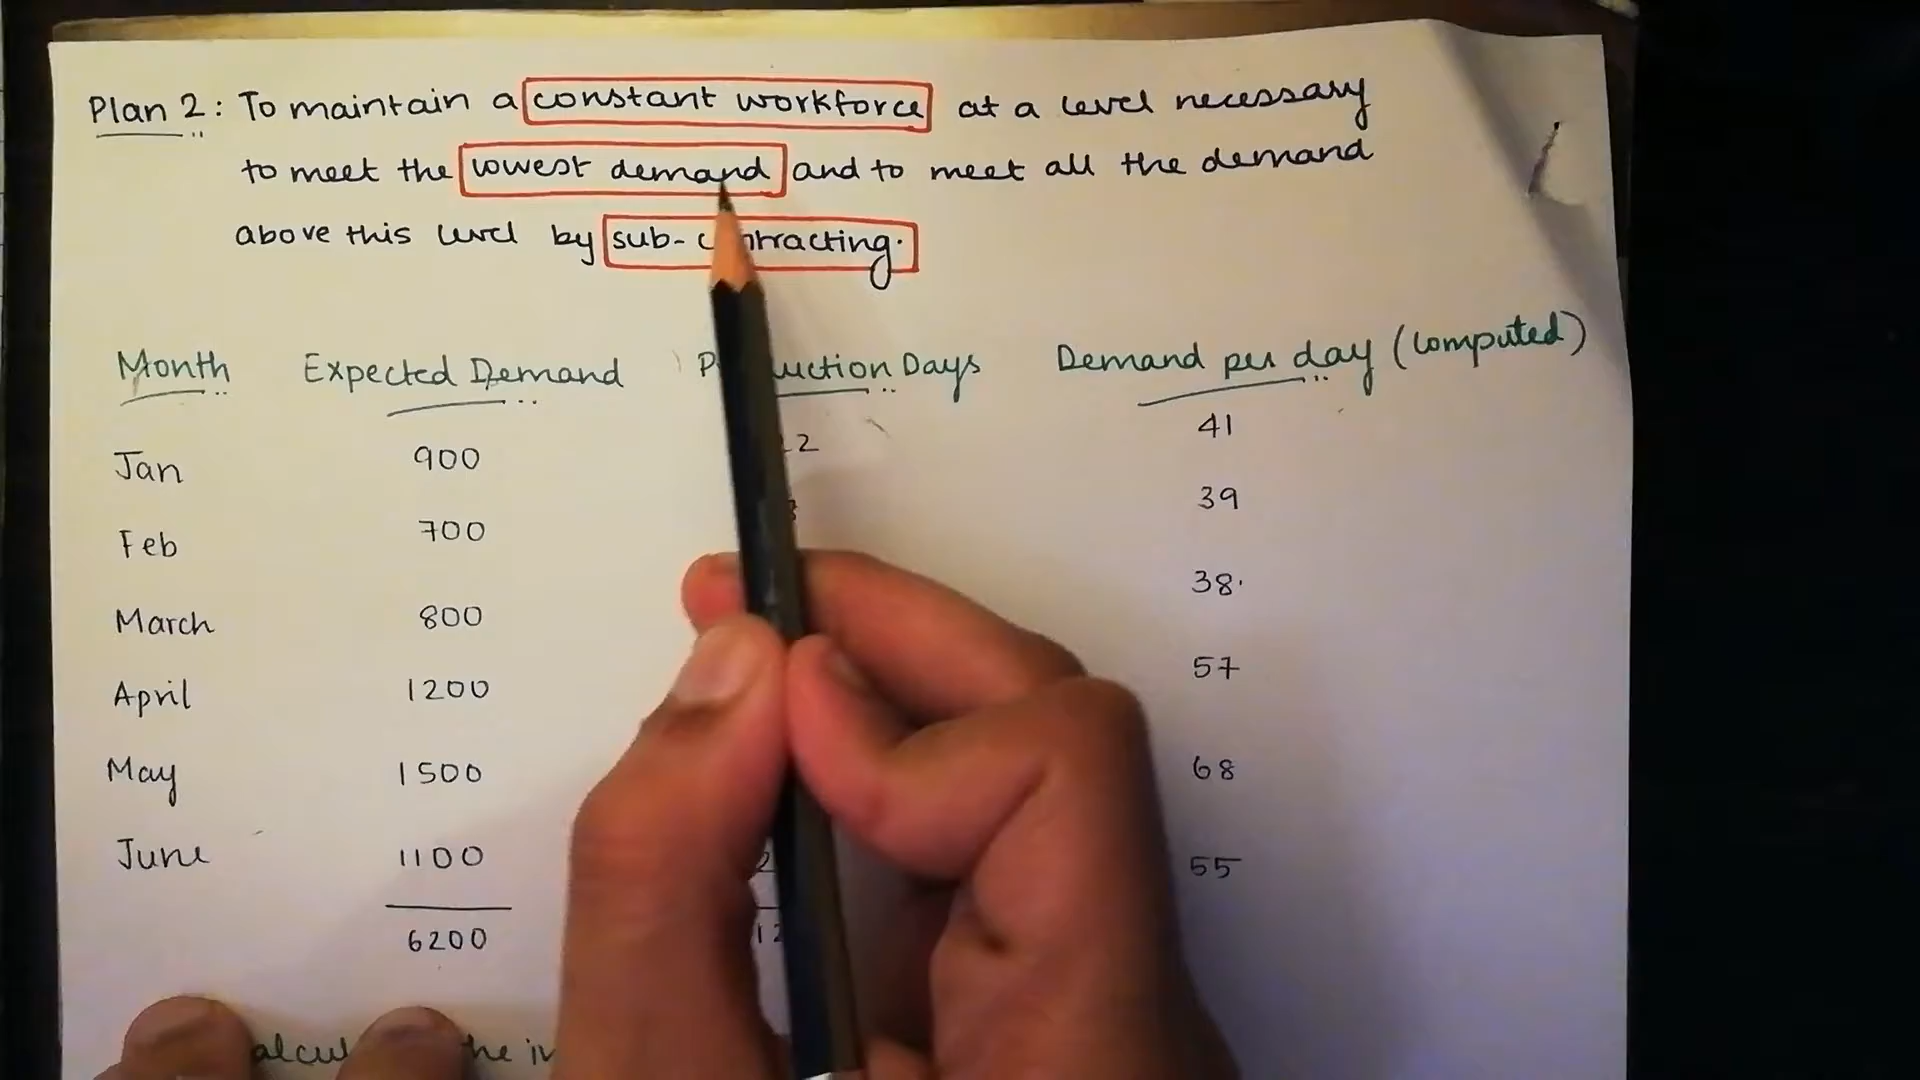 Plan 2: To maintain a constant workforce at a level necessary
to meet the lowest demand and to meet all the demand
above this level by sub-contracting.
Month Expected Demand Days Demand per day (computed)
Jan 900 41
Feb 700 39
March 800 38.
April 1200 57
May 1500 68
June 1100 55
6200